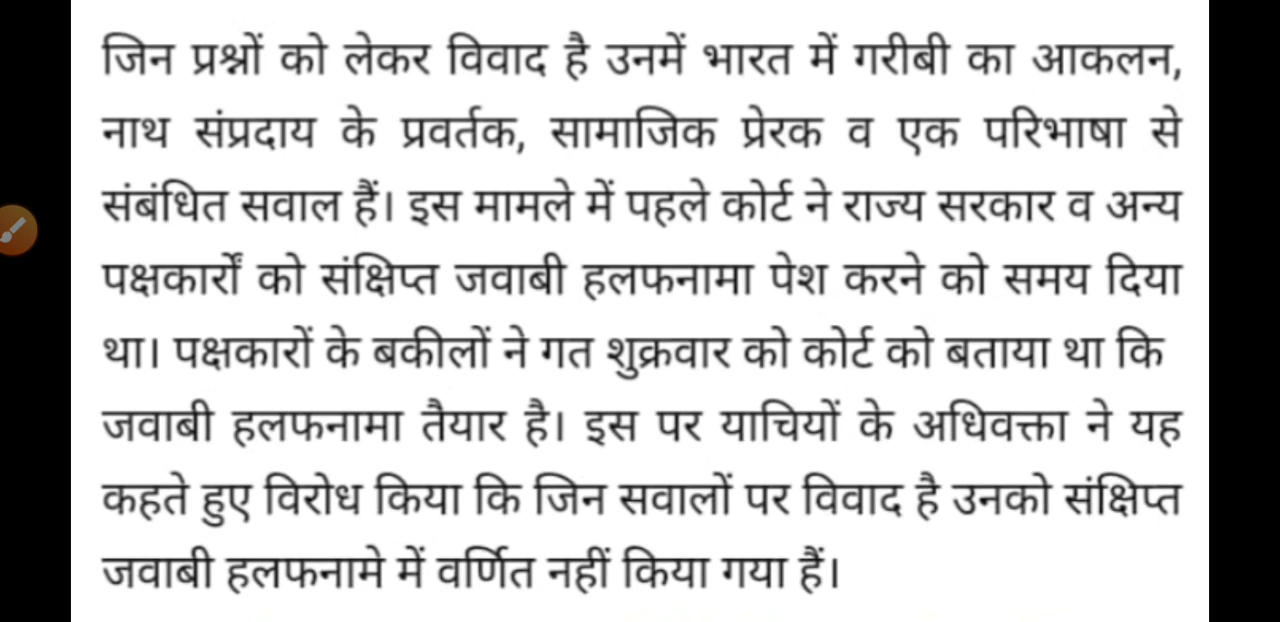 जिन प्रश्नों को लेकर विवाद है उनमें भारत में गरीबी का आकलन,
नाथ संप्रदाय के प्रवर्तक, सामाजिक प्रेरक व एक परिभाषा से
संबंधित सवाल हैं। इस मामले में पहले कोर्ट ने राज्य सरकार व अन्य
पक्षकारों को संक्षिप्त जवाबी हलफनामा पेश करने को समय दिया
था। पक्षकारों के बकीलों ने गत शुक्रवार को कोर्ट को बताया था कि
जवाबी हलफनामा तैयार है। इस पर याचियों के अधिवक्ता ने यह
कहते हुए विरोध किया कि जिन सवालों पर विवाद है उनको संक्षिप्त
जवाबी हलफनामे में वर्णित नहीं किया गया हैं।